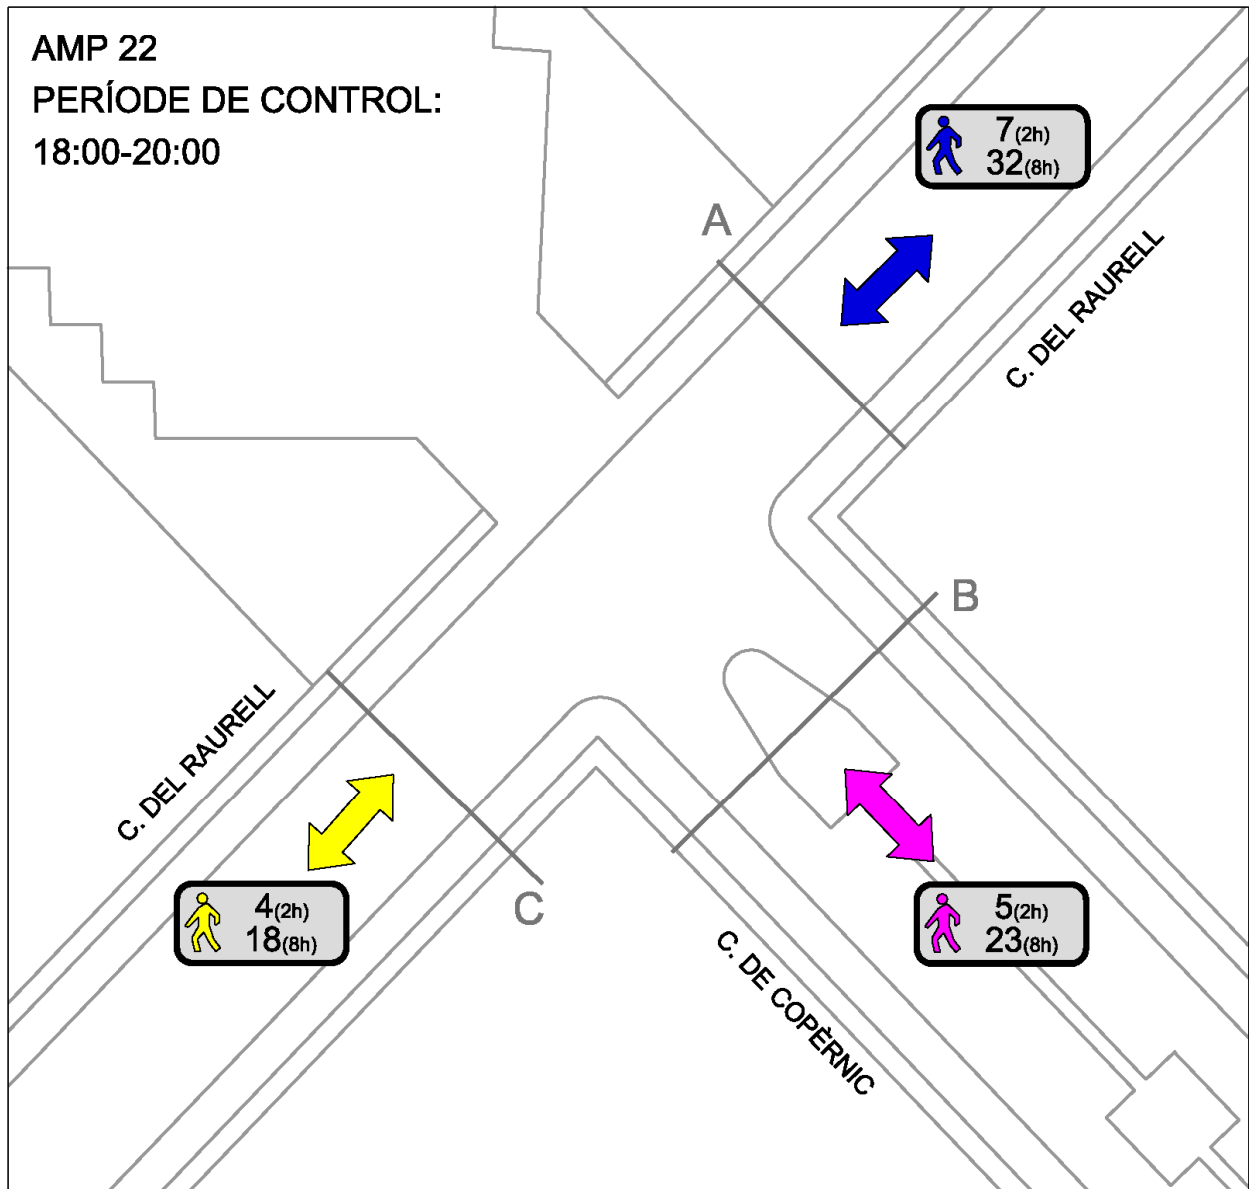 AMP 22
PERÍODE DE CONTROL:
18:00-20:00
7(2h)
32(8h)
A
C. DEL RAURELL
B
C. DEL RAURELL
4(2h)
18(8h)
C
5(2h)
23(8h)
C. DE COPÈRNIC